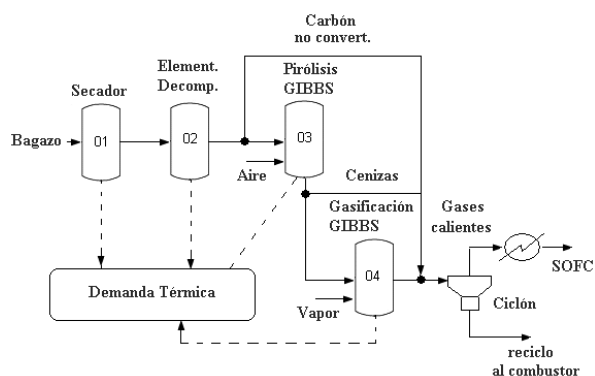 Carbón
no convert.
Element.
Decomp.
Pirólisis
GIBBS
Secador
Bagazo
01
02
03
Aire
Cenizas
Gasificación
GIBBS
Gases
calientes
SOFC
04
Demanda Térmica
Vapor
Ciclón
reciclo
al combustor